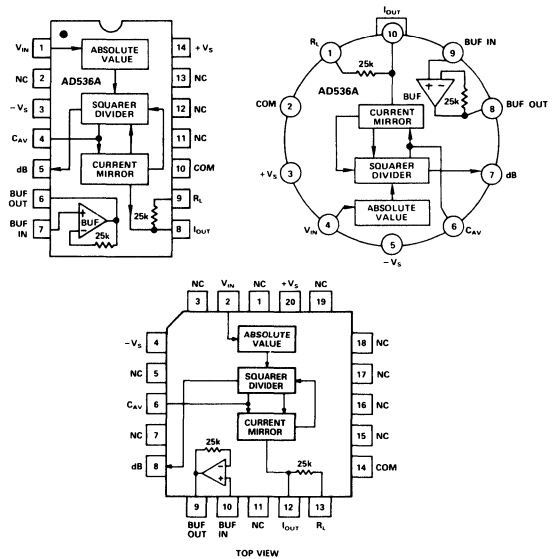 V_IN 1 ABSOLUTE VALUE 14 +V_S
NC 2 AD536A 13 NC
-V_S 3 SQUARER DIVIDER 12 NC
C_AV 4 11 NC
dB 5 CURRENT MIRROR 10 COM
BUF OUT 6 9 R_L
25k
BUF IN 7 + BUF - 25k 8 I_OUT
I_OUT
10
R_L 1 9 BUF IN
25k
AD536A + - 25k
COM 2 BUF 8 BUF OUT
CURRENT MIRROR
+V_S 3 SQUARER DIVIDER 7 dB
ABSOLUTE VALUE
V_IN 4 6 C_AV
5
-V_S
NC V_IN NC +V_S NC
3 2 1 20 19
-V_S 4 ABSOLUTE VALUE 18 NC
NC 5 SQUARER DIVIDER 17 NC
C_AV 6 16 NC
NC 7 CURRENT MIRROR 15 NC
25k 25k
dB 8 - + 14 COM
9 10 11 12 13
BUF OUT BUF IN NC I_OUT R_L
TOP VIEW